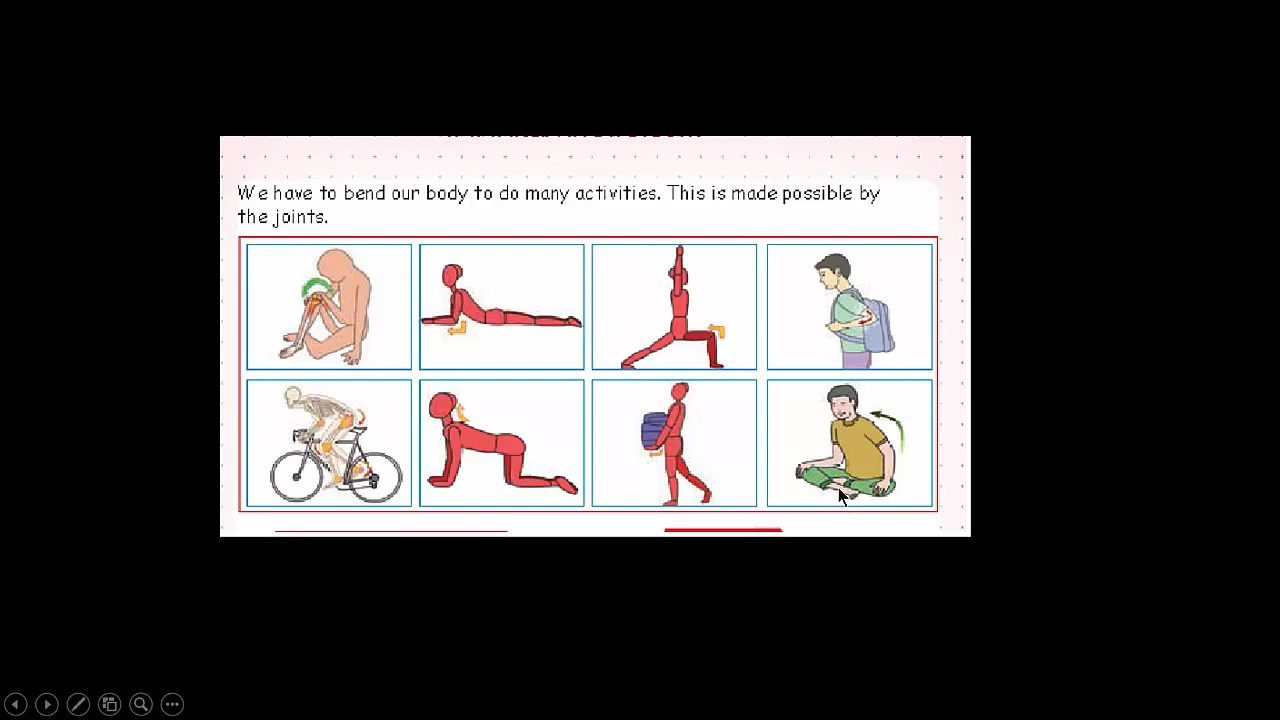 We have to bend our body to do many activities. This is made possible by
the joints.